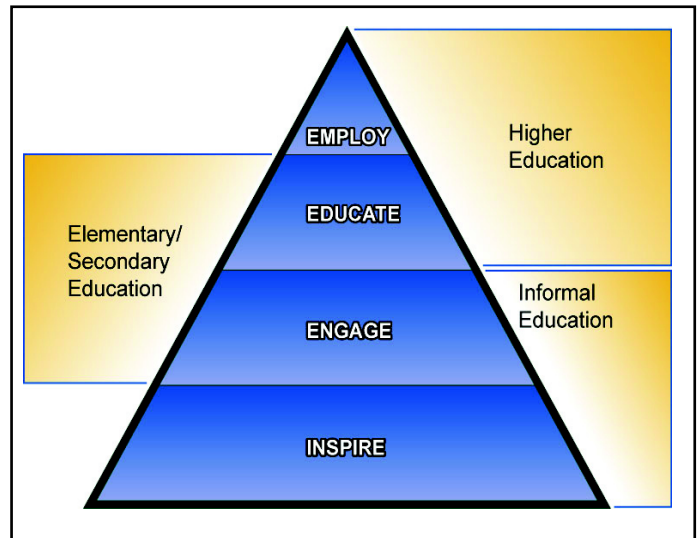 EMPLOY
Higher
Education
EDUCATE
Elementary/
Secondary
Education
Informal
Education
ENGAGE
INSPIRE